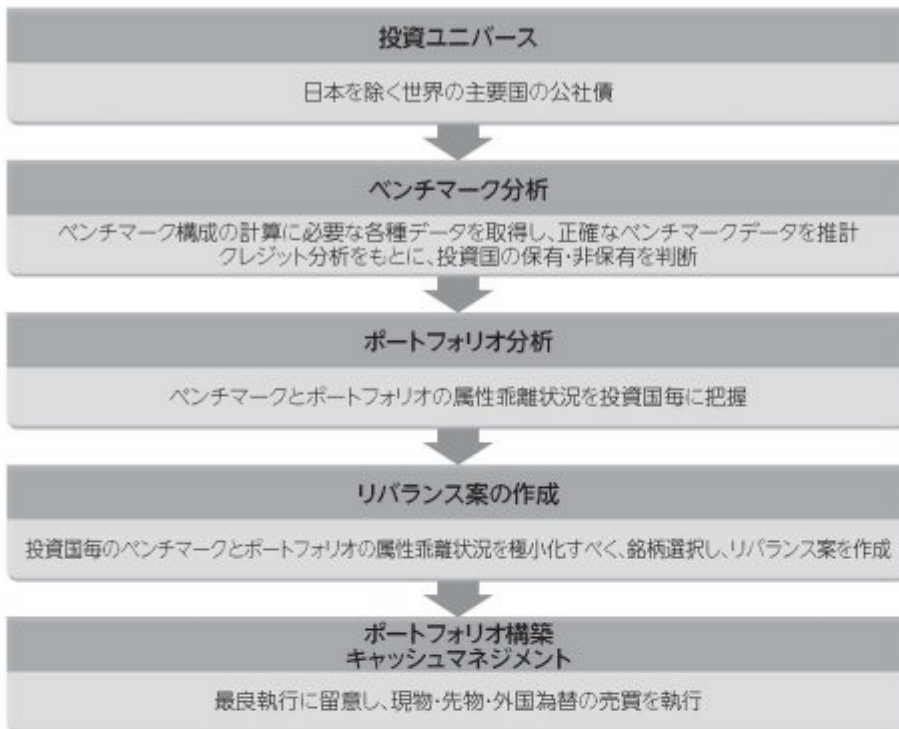 投資ユニバース
日本を除く世界の主要国の公社債
ベンチマーク分析
ベンチマーク構成の計算に必要な各種データを取得し、正確なベンチマークデータを推計
クレジット分析をもとに、投資国の保有・非保有を判断
ポートフォリオ分析
ベンチマークとポートフォリオの属性乖離状況を投資国毎に把握
リバランス案の作成
投資国毎のベンチマークとポートフォリオの属性乖離状況を極小化すべく、銘柄選択し、リバランス案を作成
ポートフォリオ構築
キャッシュマネジメント
最良執行に留意し、現物・先物・外国為替の売買を執行